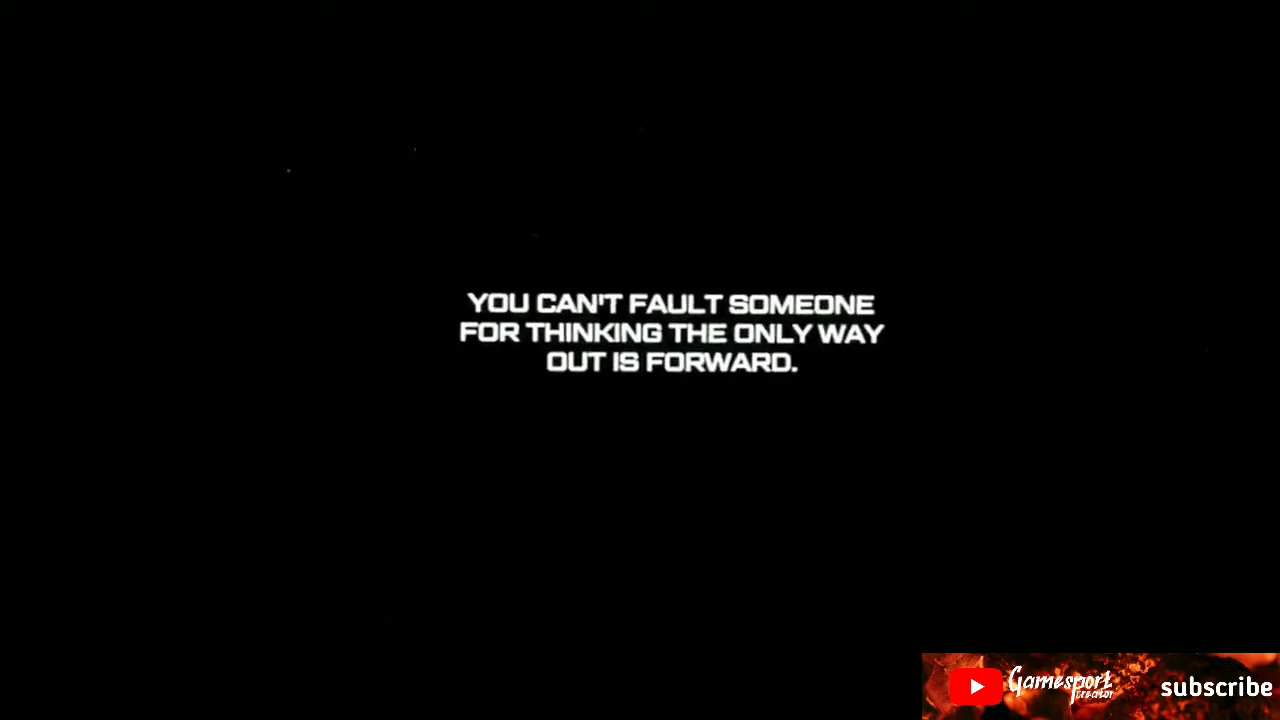 YOU CAN'T FAULT SOMEONE
FOR THINKING THE ONLY WAY
OUT IS FORWARD.
Gamesport
Creator
subscribe